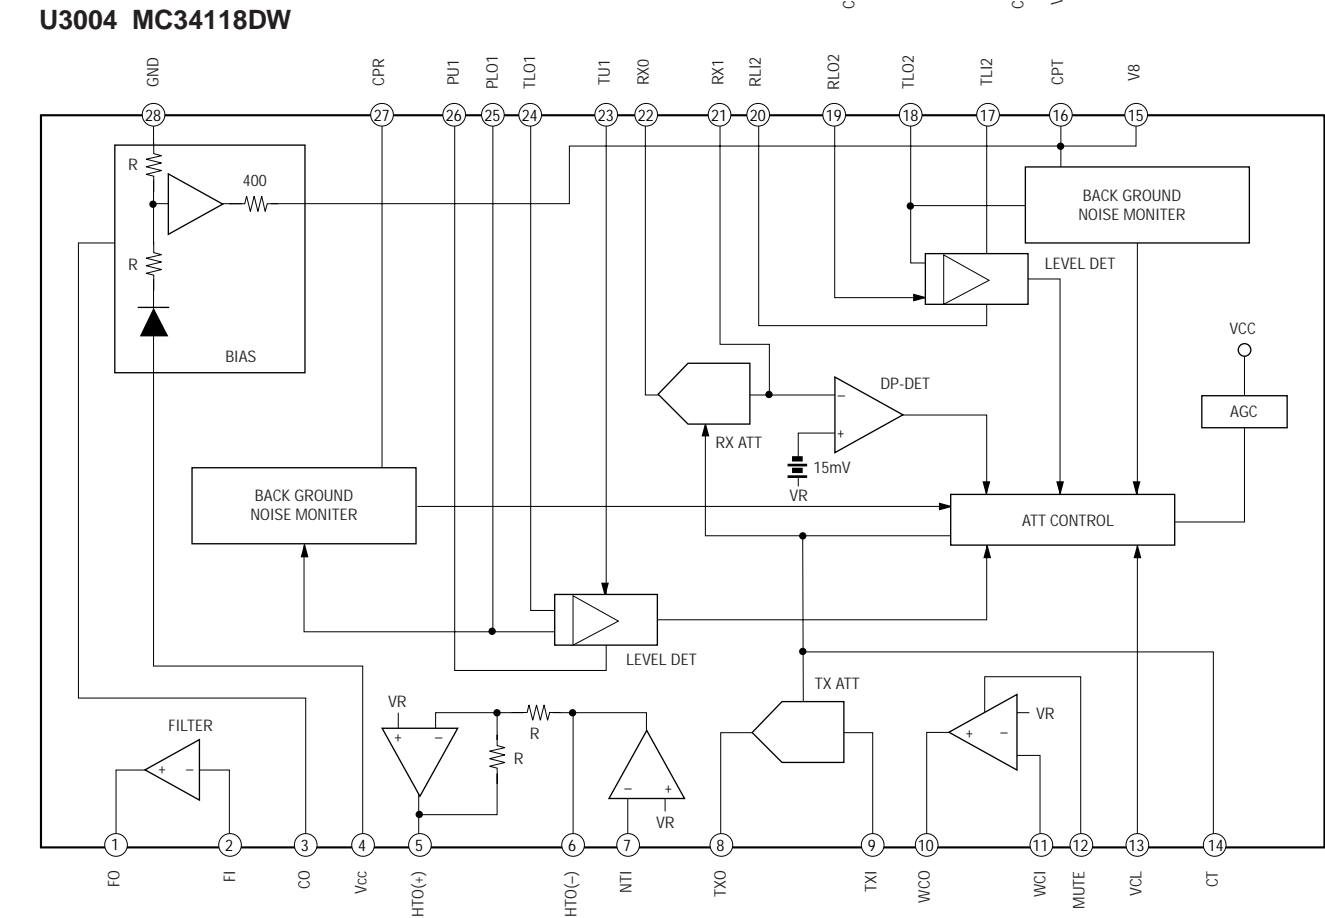 U3004 MC34118DW
C
C
V
GND
CPR
PU1
PLO1
TLO1
TU1
RX0
RX1
RLI2
RLO2
TLO2
TLI2
CPT
V8
28
27
26
25
24
23
22
21
20
19
18
17
16
15
R
400
R
BIAS
BACK GROUND
NOISE MONITER
LEVEL DET
VCC
AGC
DP-DET
−
+
RX ATT
15mV
VR
BACK GROUND
NOISE MONITER
ATT CONTROL
LEVEL DET
TX ATT
VR
+
−
R
R
FILTER
+
−
−
+
VR
VR
+
−
1
2
3
4
5
6
7
8
9
10
11
12
13
14
FO
FI
CO
Vcc
HTO(+)
HTO(−)
NTI
TXO
TXI
WCO
WCI
MUTE
VCL
CT